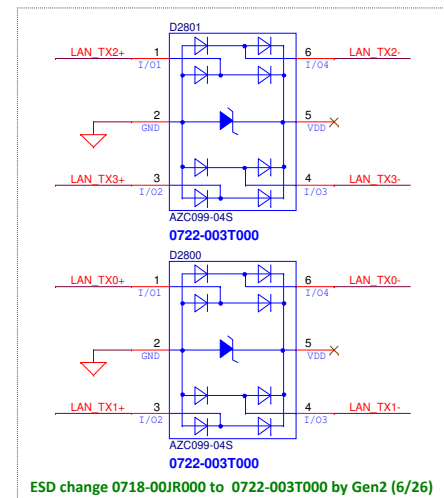 D2801
LAN_TX2+ 1 6 LAN_TX2-
I/O1 I/O4
2 5
GND VDD
LAN_TX3+ 3 4 LAN_TX3-
I/O2 I/O3
AZC099-04S
0722-003T000
D2800
LAN_TX0+ 1 6 LAN_TX0-
I/O1 I/O4
2 5
GND VDD
LAN_TX1+ 3 4 LAN_TX1-
I/O2 I/O3
AZC099-04S
0722-003T000
ESD change 0718-00JR000 to 0722-003T000 by Gen2 (6/26)